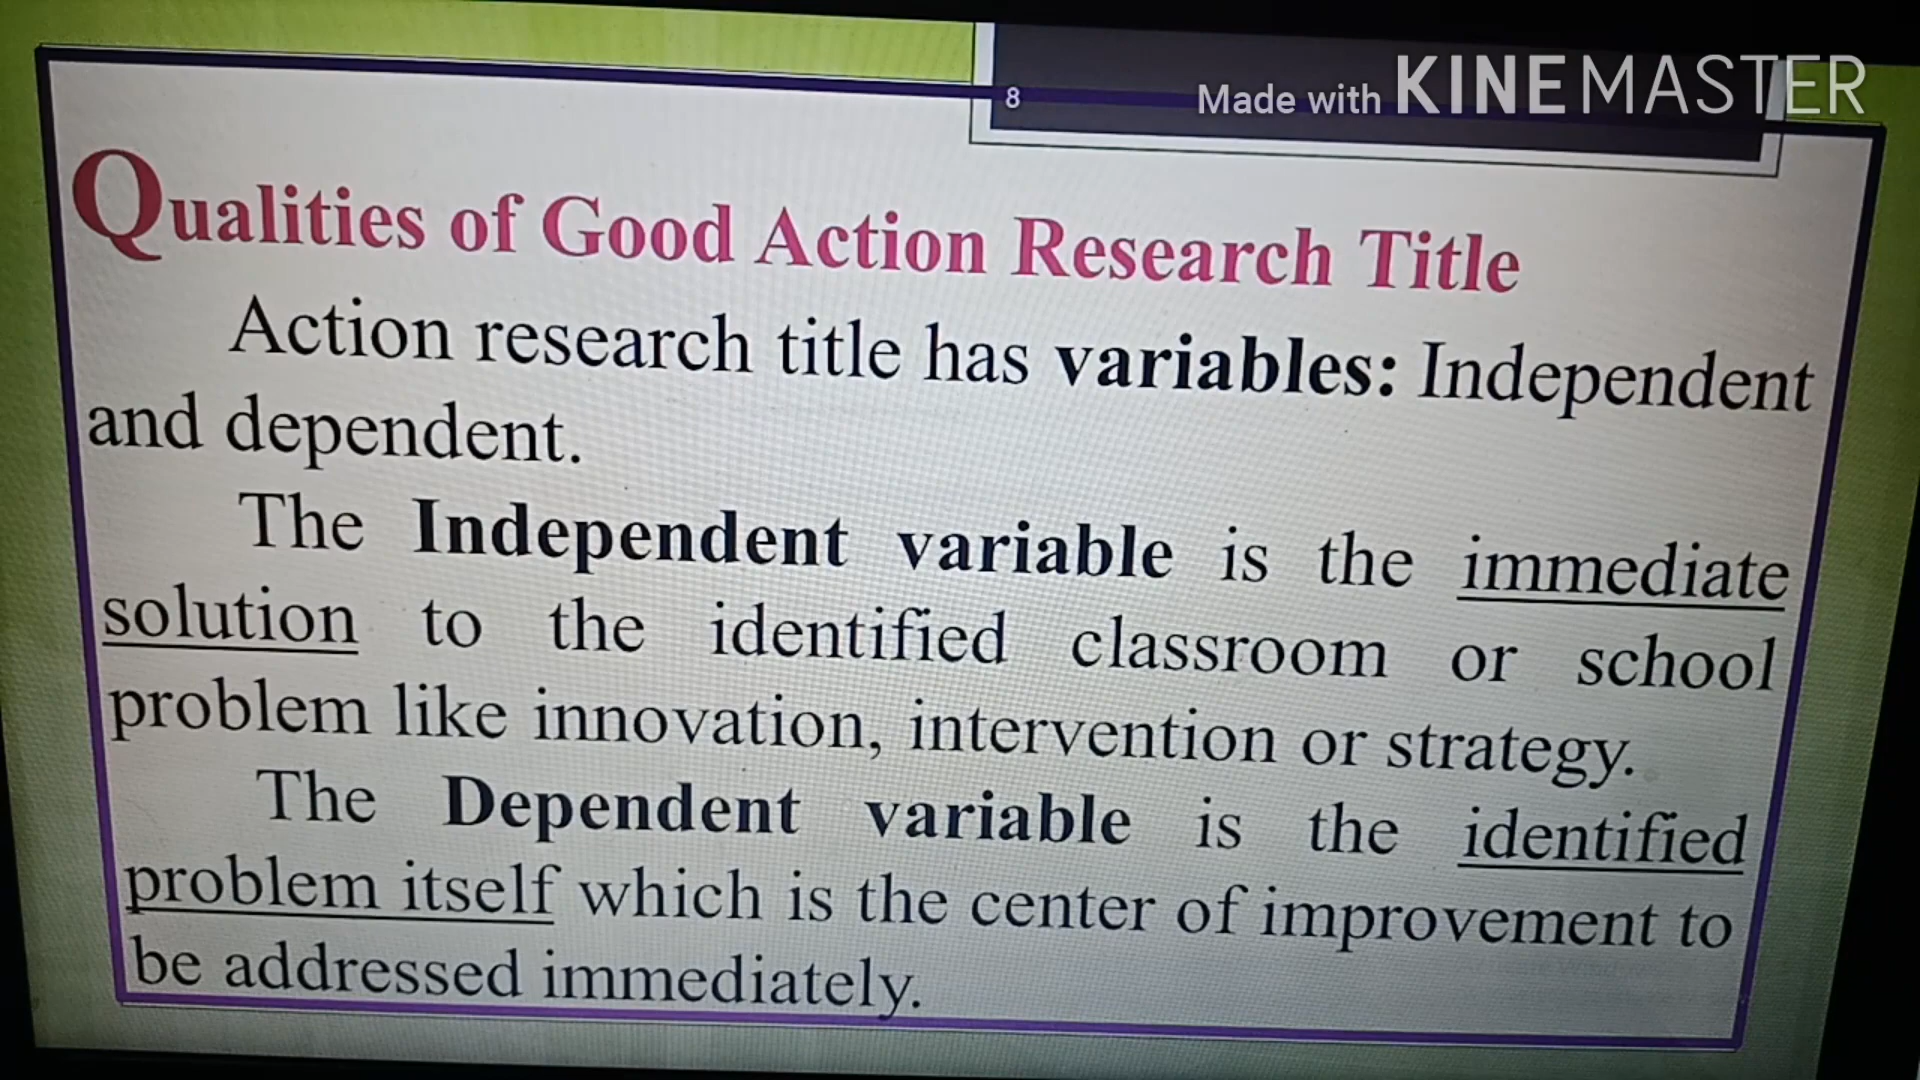 8
Made with KINEMASTER
Qualities of Good Action Research Title
Action research title has variables: Independent
and dependent.
The Independent variable is the immediate
solution to the identified classroom or school
problem like innovation, intervention or strategy.
The Dependent variable is the identified
problem itself which is the center of improvement to
be addressed immediately.